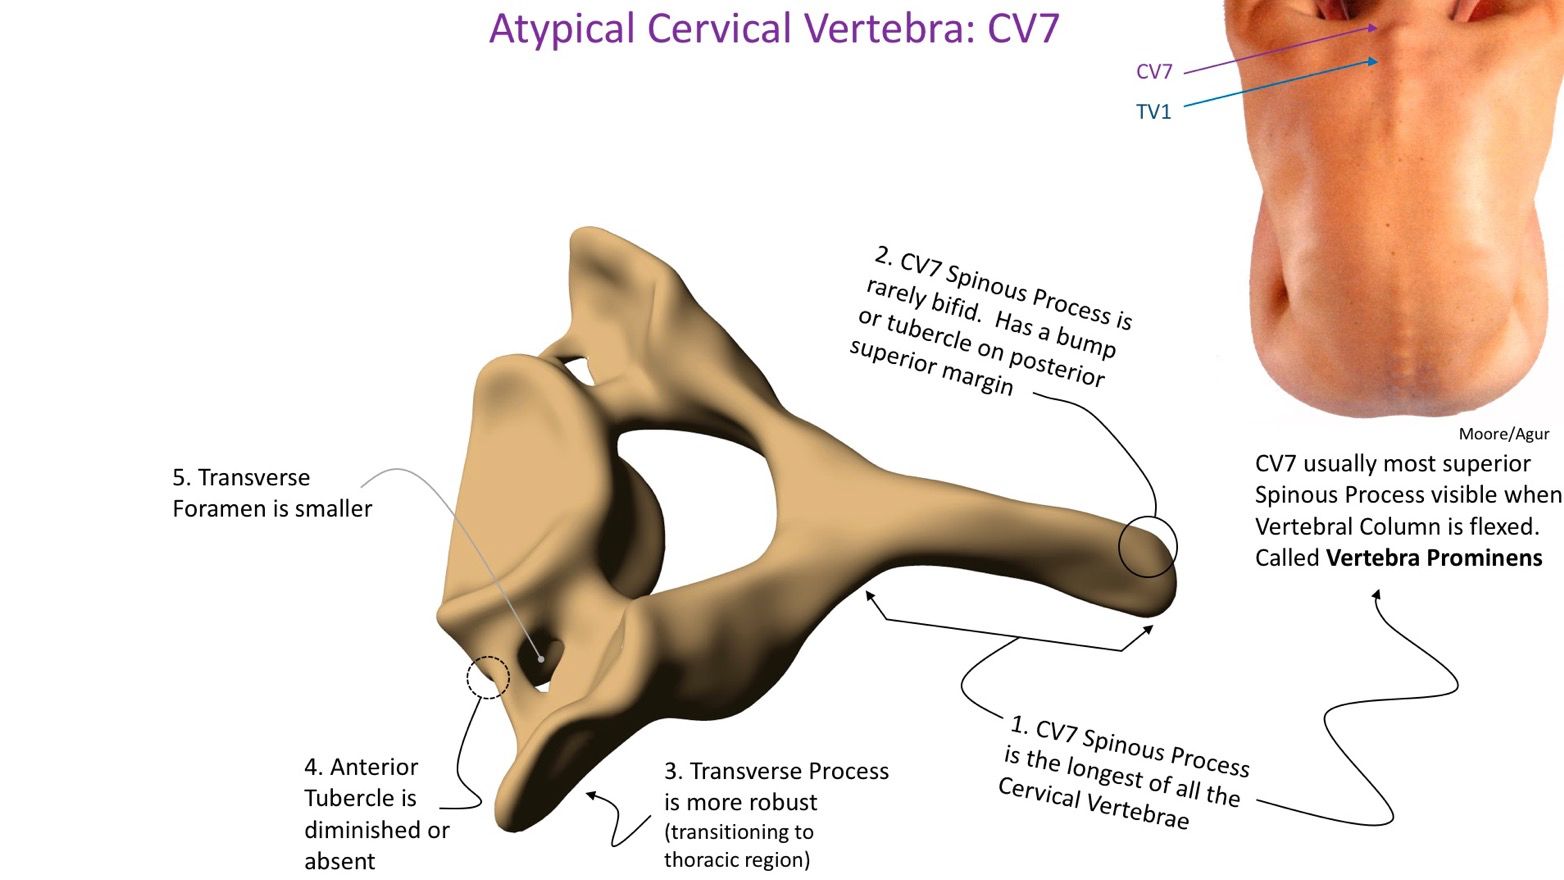 Atypical Cervical Vertebra: CV7
CV7
TV1
Moore/Agur
CV7 usually most superior
Spinous Process visible when
Vertebral Column is flexed.
Called Vertebra Prominens
2. CV7 Spinous Process is
rarely bifid.  Has a bump
or tubercle on posterior
superior margin
5. Transverse
Foramen is smaller
1. CV7 Spinous Process
is the longest of all the
Cervical Vertebrae
4. Anterior
Tubercle is
diminished or
absent
3. Transverse Process
is more robust
(transitioning to
thoracic region)